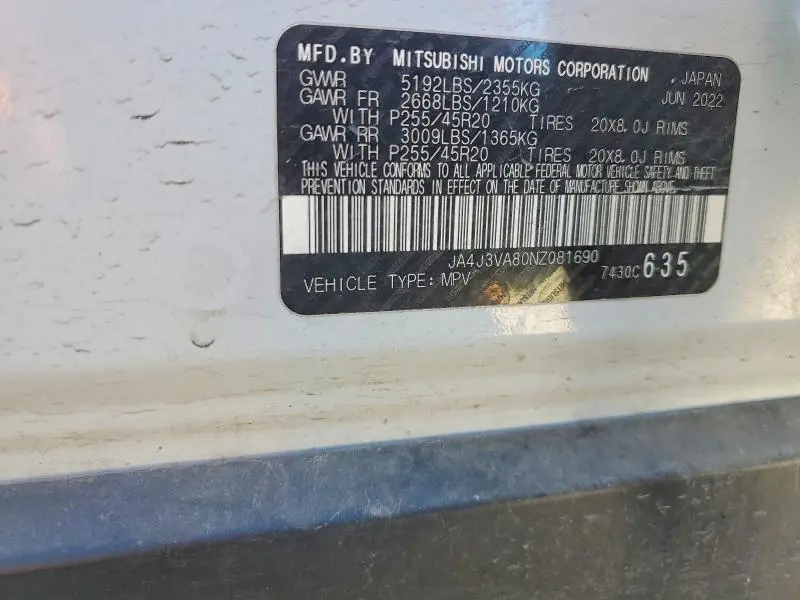 MFD.BY MITSUBISHI MOTORS CORPORATION , JAPAN
GVWR 5192LBS/2355KG JUN 2022
GAWR FR 2668LBS/1210KG
WITH P255/45R20 TIRES 20X8.0J RIMS
GAWR RR 3009LBS/1365KG
WITH P255/45R20 TIRES 20X8.0J RIMS
THIS VEHICLE CONFORMS TO ALL APPLICABLE FEDERAL MOTOR VEHICLE SAFETY AND THEFT
PREVENTION STANDARDS IN EFFECT ON THE DATE OF MANUFACTURE SHOWN ABOVE.
JA4J3VA80NZ081690
VEHICLE TYPE: MPV 7430C 635